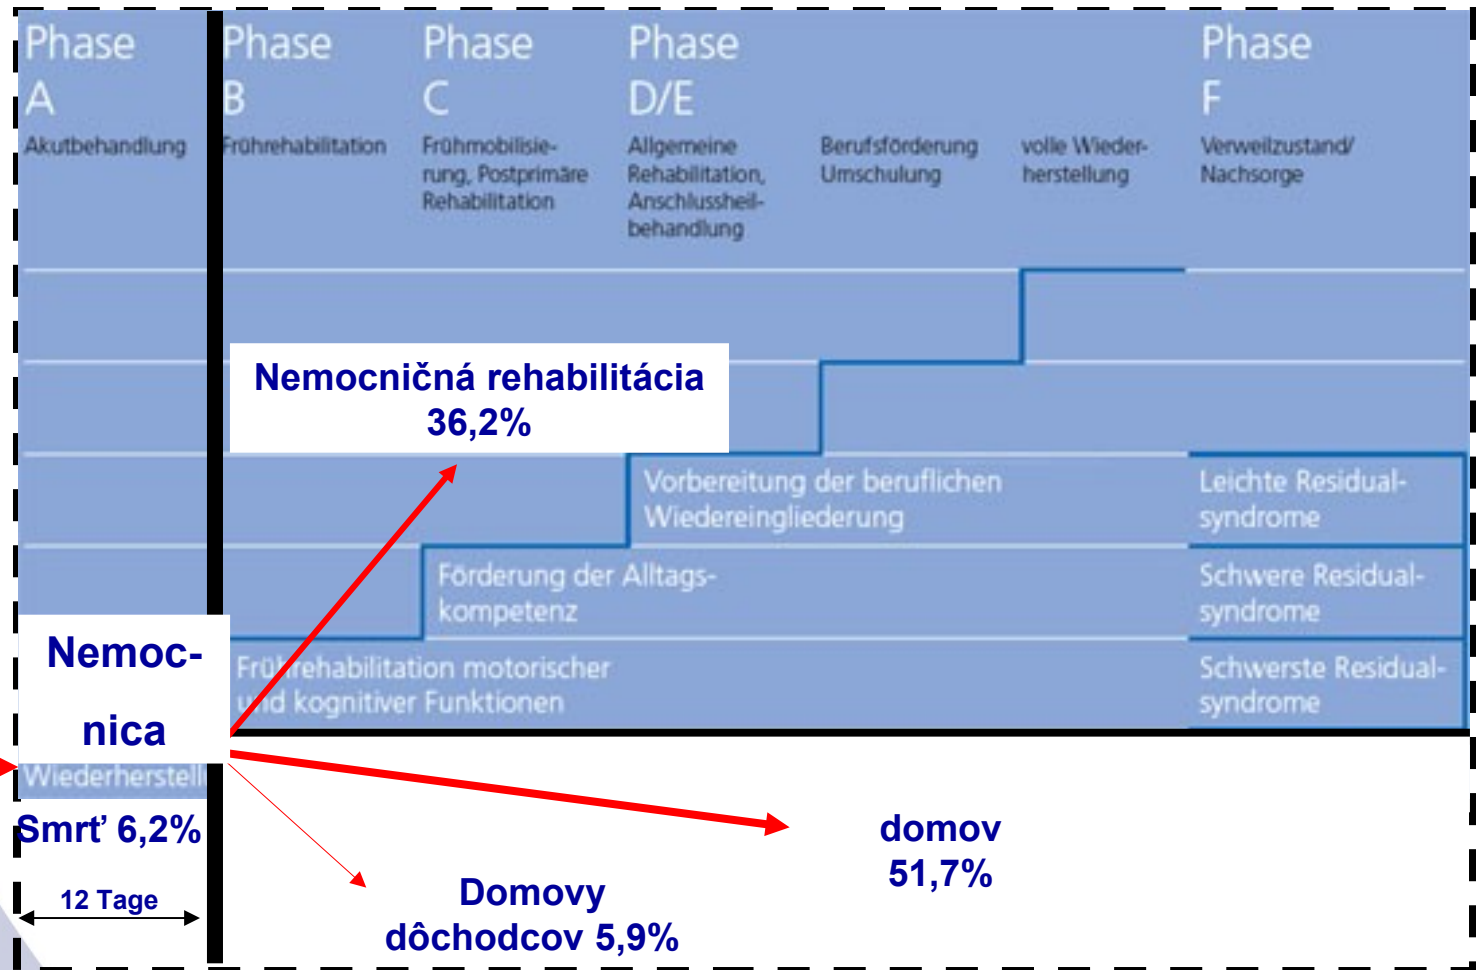 Phase
A
Akutbehandlung
Phase
B
Frührehabilitation
Phase
C
Frühmobilisie-
rung, Postprimäre
Rehabilitation
Phase
D/E
Allgemeine
Rehabilitation,
Anschlussheil-
behandlung
Berufsförderung
Umschulung
volle Wieder-
herstellung
Phase
F
Verweilzustand/
Nachsorge
Nemocničná rehabilitácia
36,2%
Vorbereitung der beruflichen
Wiedereingliederung
Leichte Residual-
syndrome
Förderung der Alltags-
kompetenz
Schwere Residual-
syndrome
Nemoc-
nica
Frührehabilitation motorischer
und kognitiver Funktionen
Schwerste Residual-
syndrome
Wiederherstell
Smrť 6,2%
12 Tage
domov
51,7%
Domovy
dôchodcov 5,9%